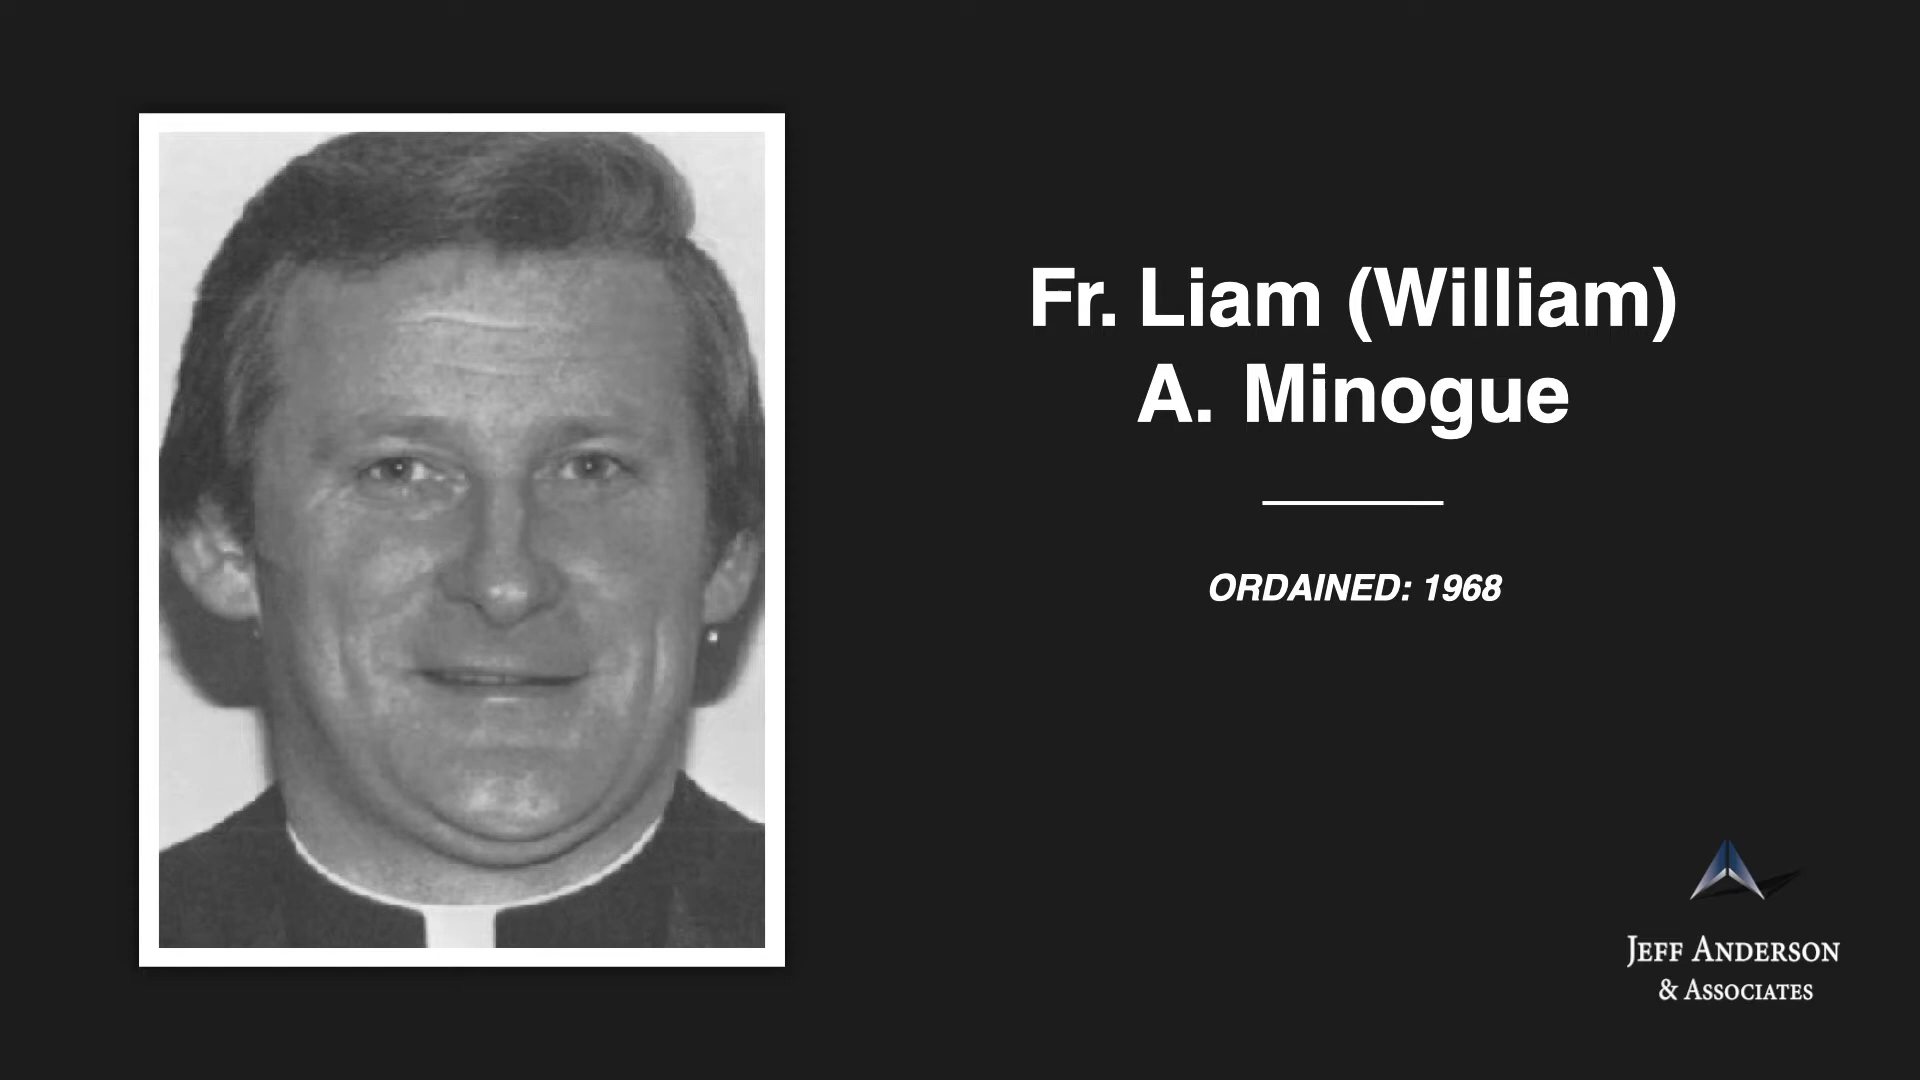 Fr. Liam (William)
A. Minogue
ORDAINED: 1968
JEFF ANDERSON
& ASSOCIATES